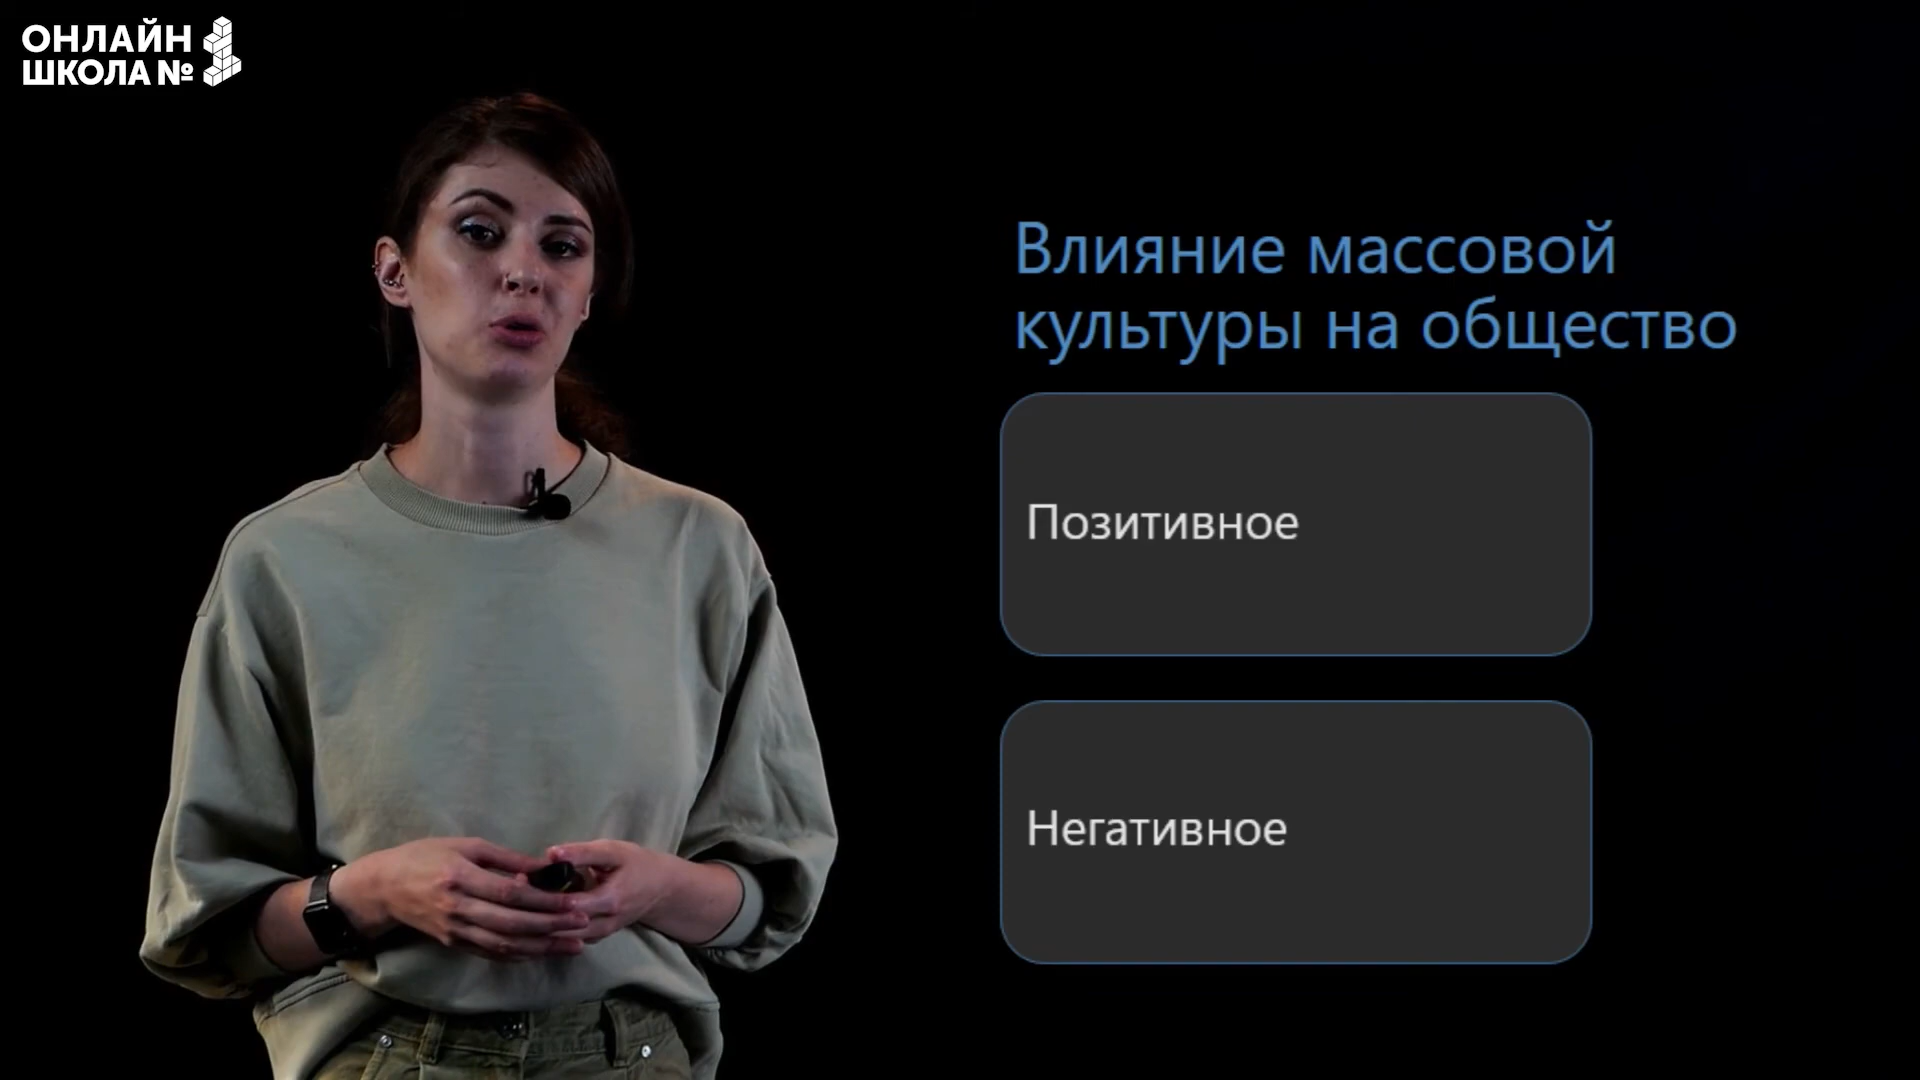 ОНЛАЙН
ШКОЛА №
Влияние массовой
культуры на общество
Позитивное
Негативное